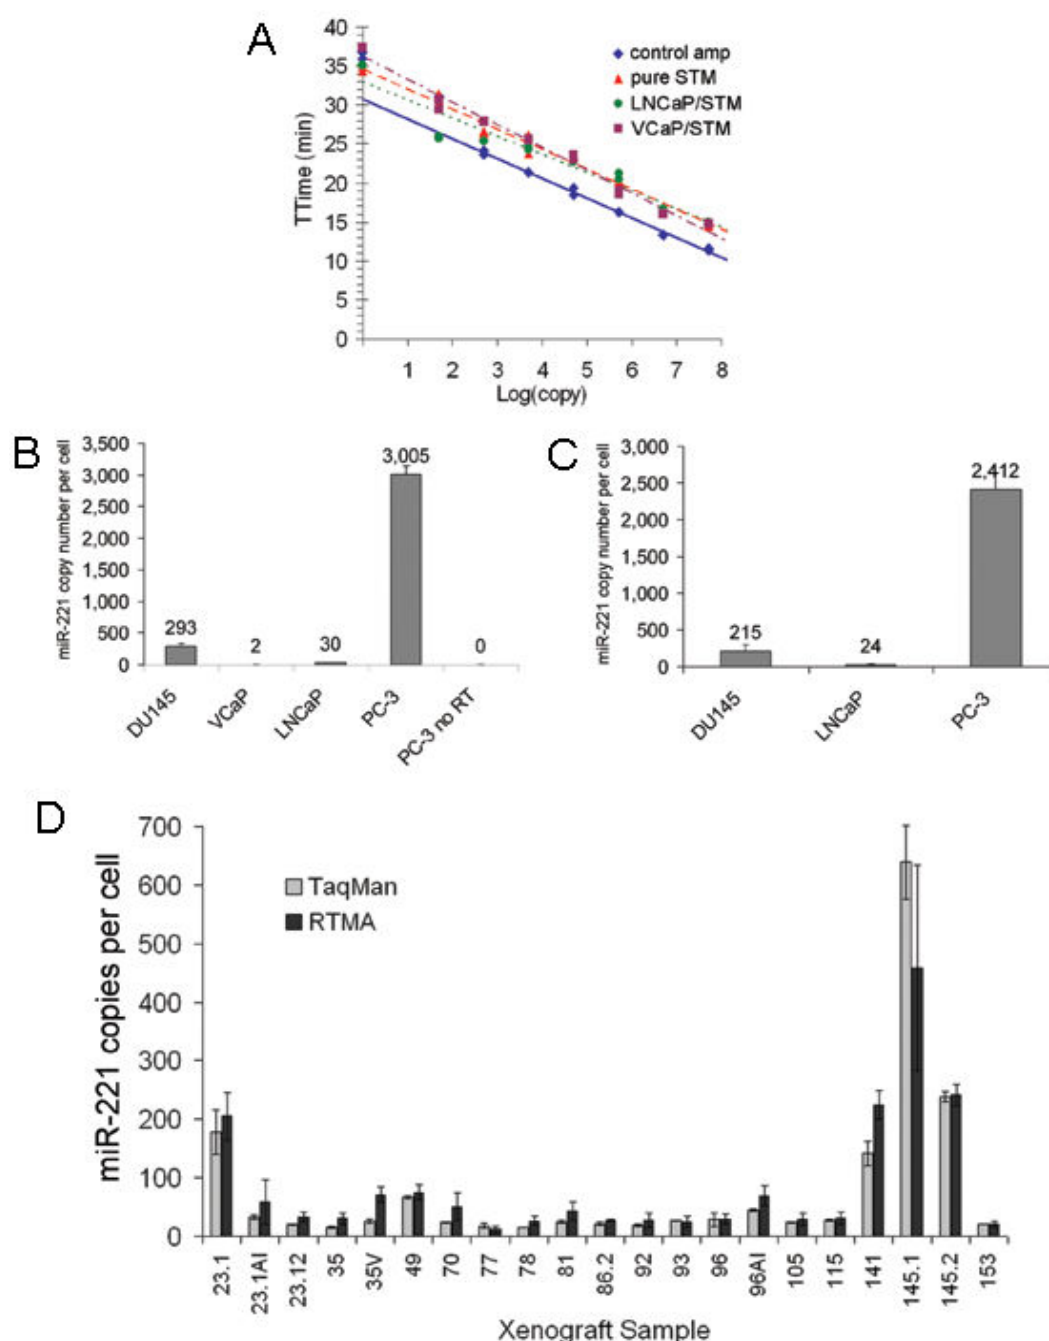 A
TTime (min)
40
35
30
25
20
15
10
5
0
control amp
pure STM
LNCaP/STM
VCaP/STM
1 2 3 4 5 6 7 8
Log(copy)
B
miR-221 copy number per cell
3,500
3,000
2,500
2,000
1,500
1,000
500
0
293 2 30 3,005 0
DU145 VCaP LNCaP PC-3 PC-3 no RT
C
miR-221 copy number per cell
3,000
2,500
2,000
1,500
1,000
500
0
215 24 2,412
DU145 LNCaP PC-3
D
miR-221 copies per cell
700
600
500
400
300
200
100
0
TaqMan
RTMA
23.1 23.1AI 23.12 35 35V 49 70 77 78 81 86.2 92 93 96 96AI 105 115 141 145.1 145.2 153
Xenograft Sample